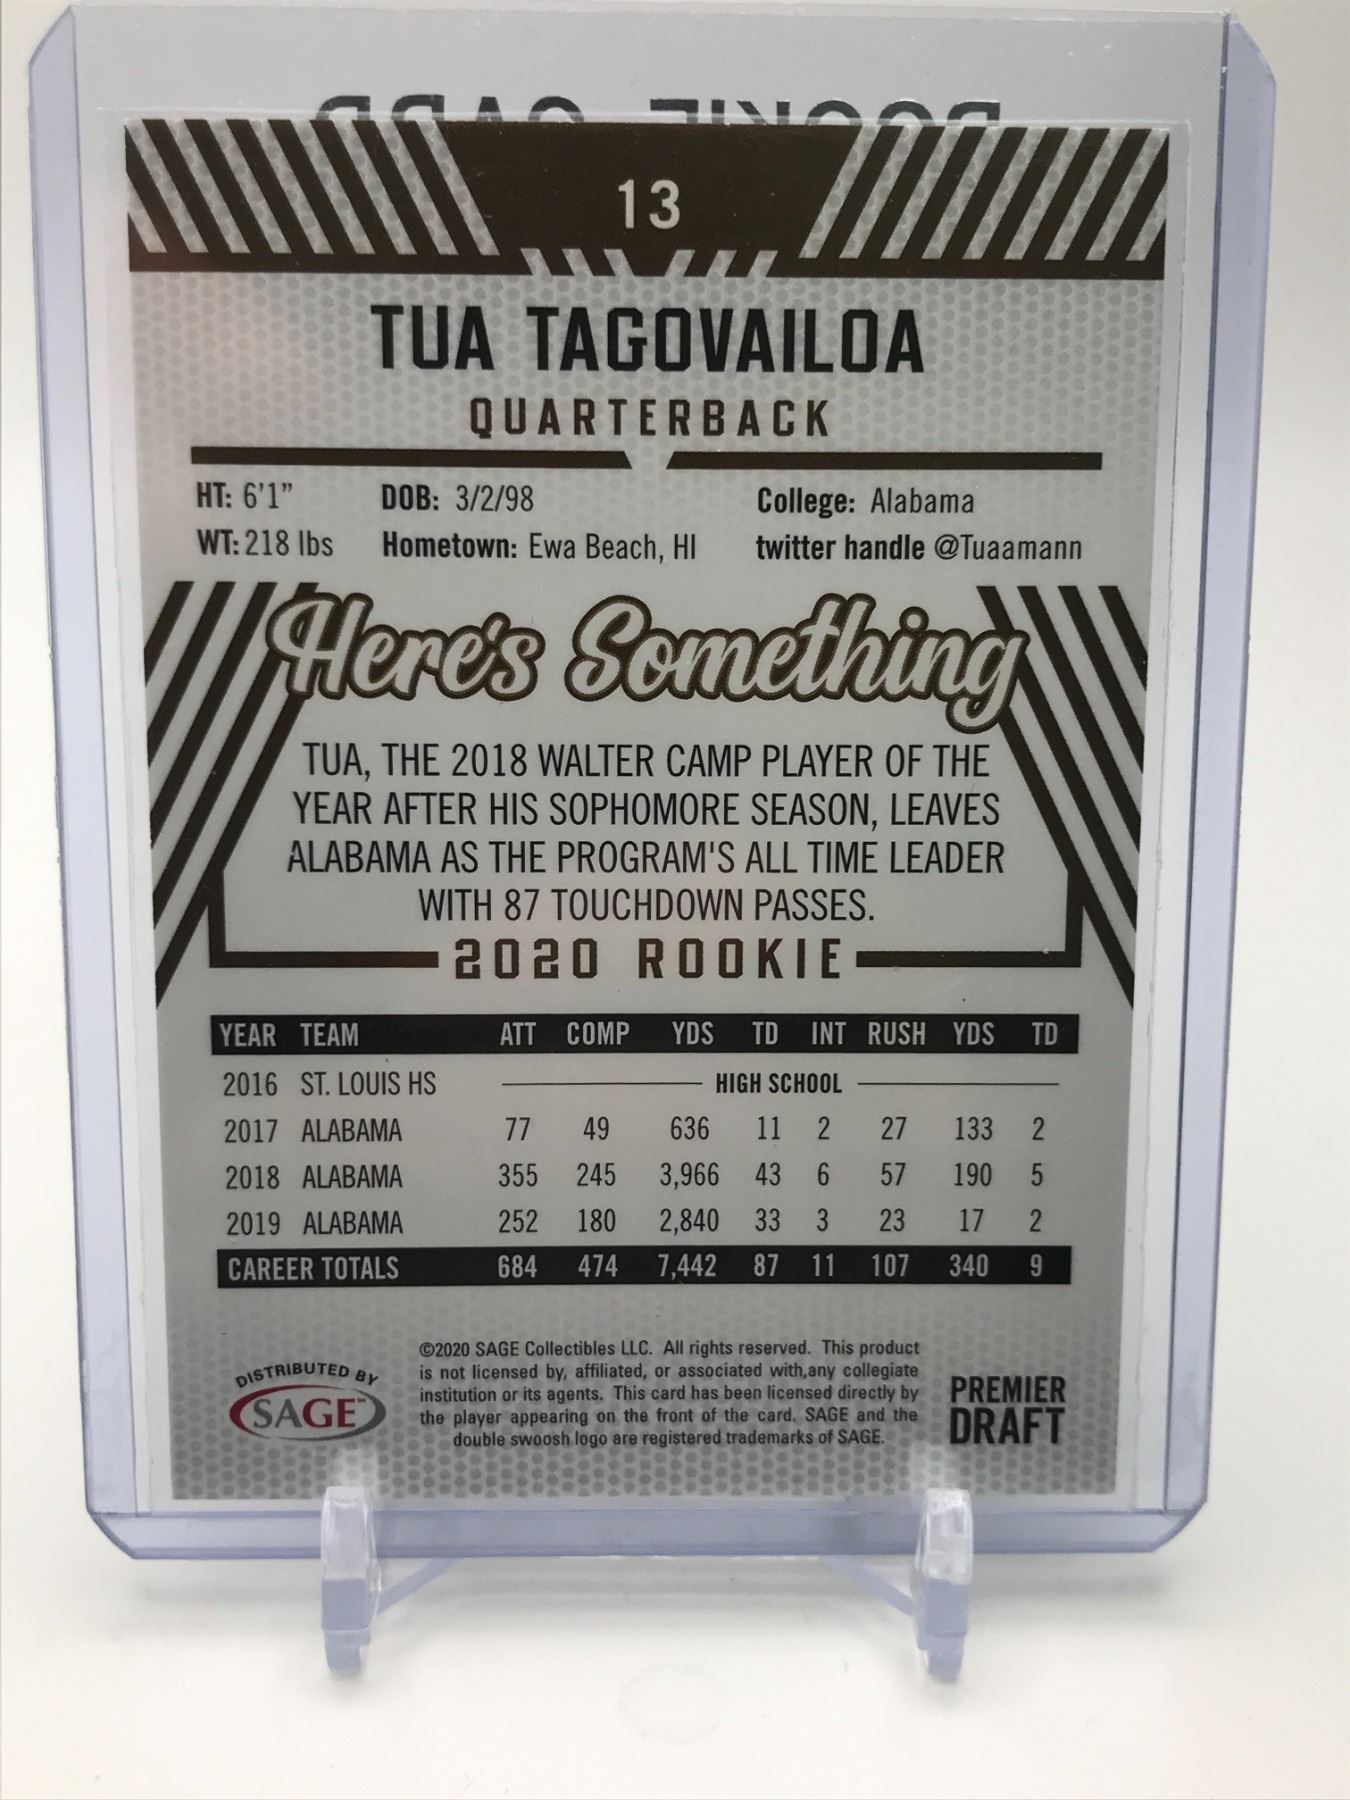 ROOKIE CARD
13
TUA TAGOVAILOA
QUARTERBACK
HT: 6'1" DOB: 3/2/98 College: Alabama
WT: 218 lbs Hometown: Ewa Beach, HI twitter handle @Tuaamann
Here's Something
TUA, THE 2018 WALTER CAMP PLAYER OF THE
YEAR AFTER HIS SOPHOMORE SEASON, LEAVES
ALABAMA AS THE PROGRAM'S ALL TIME LEADER
WITH 87 TOUCHDOWN PASSES.
2020 ROOKIE
YEAR TEAM ATT COMP YDS TD INT RUSH YDS TD
2016 ST. LOUIS HS HIGH SCHOOL
2017 ALABAMA 77 49 636 11 2 27 133 2
2018 ALABAMA 355 245 3,966 43 6 57 190 5
2019 ALABAMA 252 180 2,840 33 3 23 17 2
CAREER TOTALS 684 474 7,442 87 11 107 340 9
DISTRIBUTED BY
SAGE™
©2020 SAGE Collectibles LLC. All rights reserved. This product
is not licensed by, affiliated, or associated with,any collegiate
institution or its agents. This card has been licensed directly by
the player appearing on the front of the card. SAGE and the
double swoosh logo are registered trademarks of SAGE.
PREMIER
DRAFT